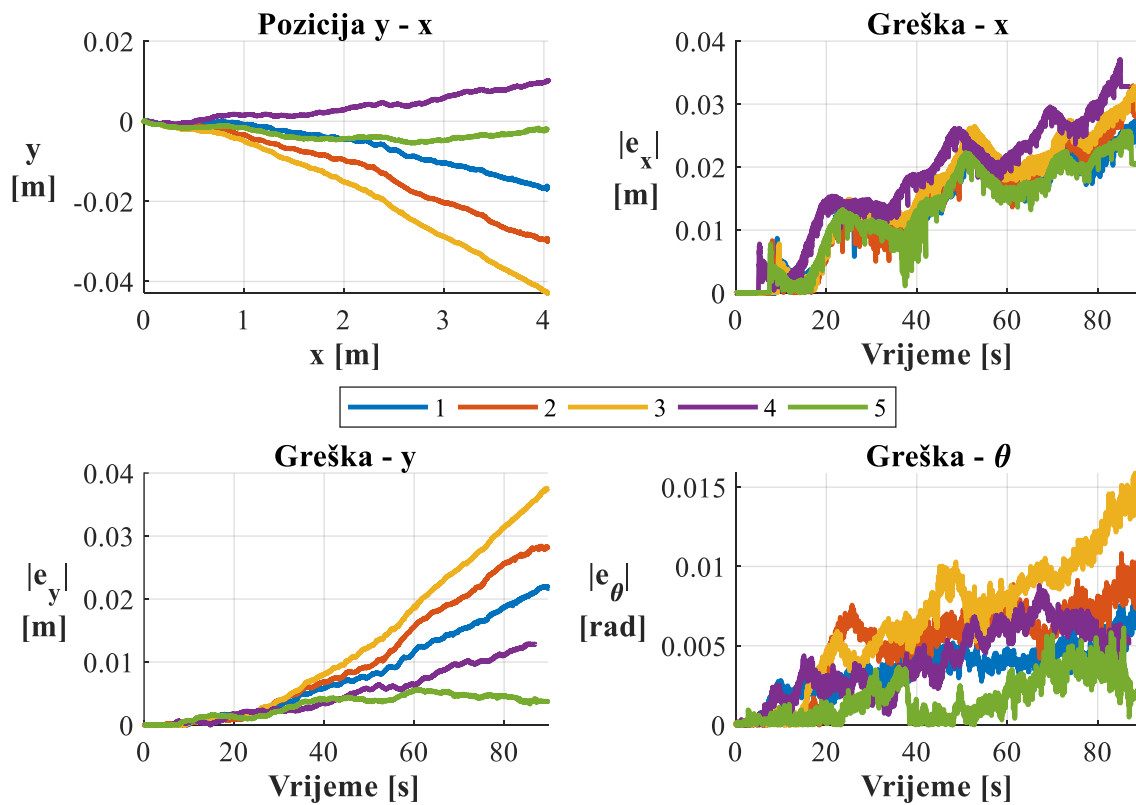 Pozicija y - x
0.02
0
-0.02
-0.04
y
[m]
0 1 2 3 4
x [m]
Greška - x
0.04
0.03
0.02
0.01
0
|e_x|
[m]
0 20 40 60 80
Vrijeme [s]
1 2 3 4 5
Greška - y
0.04
0.03
0.02
0.01
0
|e_y|
[m]
0 20 40 60 80
Vrijeme [s]
Greška - θ
0.015
0.01
0.005
0
|e_θ|
[rad]
0 20 40 60 80
Vrijeme [s]